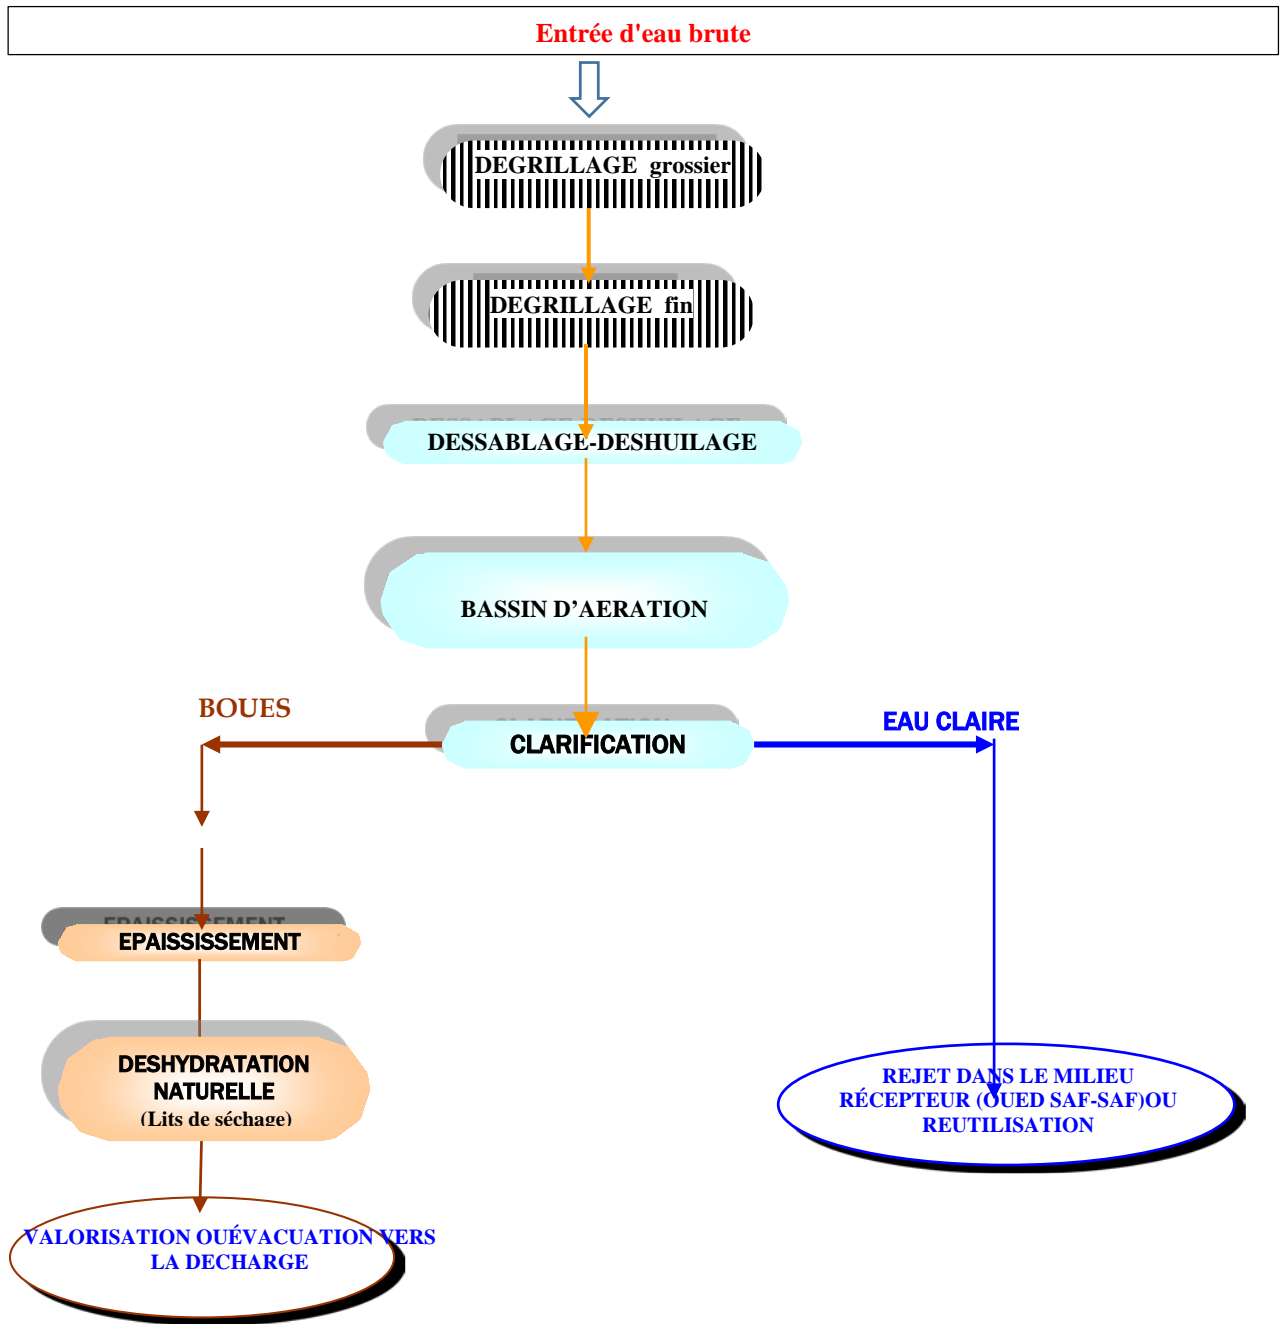 Entrée d'eau brute
DEGRILLAGE grossier
DEGRILLAGE fin
DESSABLAGE-DESHUILAGE
BASSIN D’AERATION
BOUES
EAU CLAIRE
CLARIFICATION
EPAISSISSEMENT
DESHYDRATATION
NATURELLE
(Lits de séchage)
REJET DANS LE MILIEU
RÉCEPTEUR (OUED SAF-SAF)OU
REUTILISATION
VALORISATION OUÉVACUATION VERS
LA DECHARGE